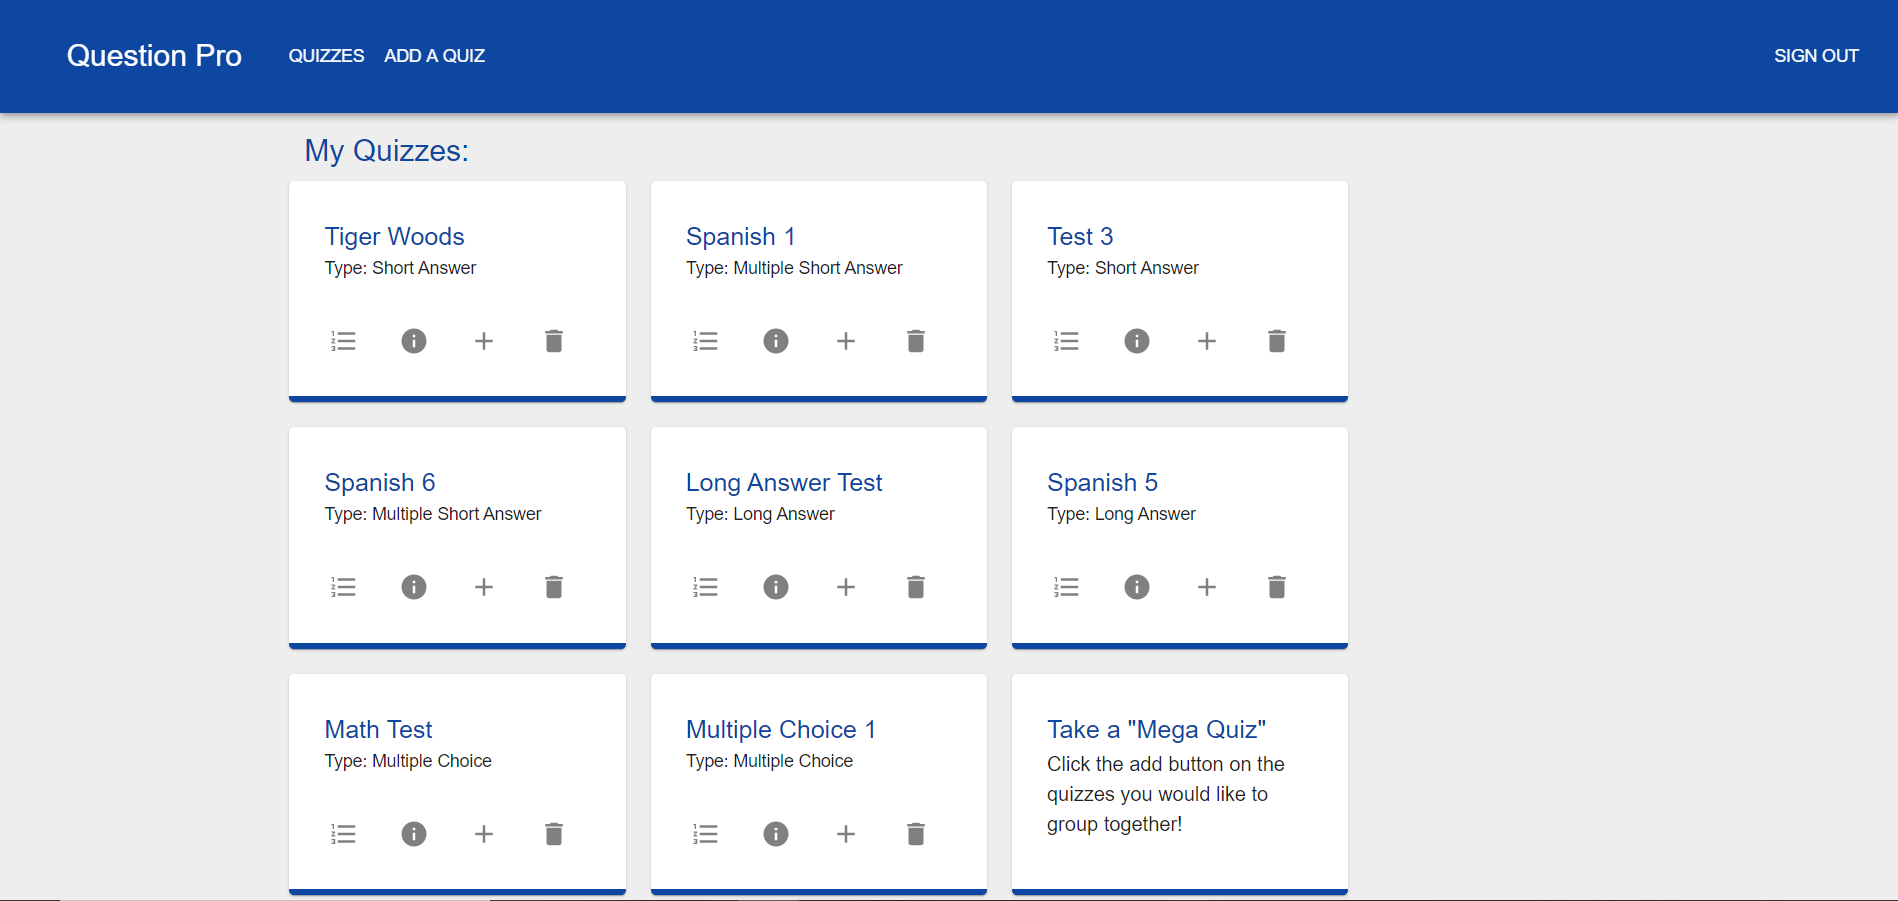 Question Pro
QUIZZES
ADD A QUIZ
SIGN OUT
My Quizzes:
Tiger Woods
Type: Short Answer
Spanish 1
Type: Multiple Short Answer
Test 3
Type: Short Answer
Spanish 6
Type: Multiple Short Answer
Long Answer Test
Type: Long Answer
Spanish 5
Type: Long Answer
Math Test
Type: Multiple Choice
Multiple Choice 1
Type: Multiple Choice
Take a "Mega Quiz"
Click the add button on the
quizzes you would like to
group together!